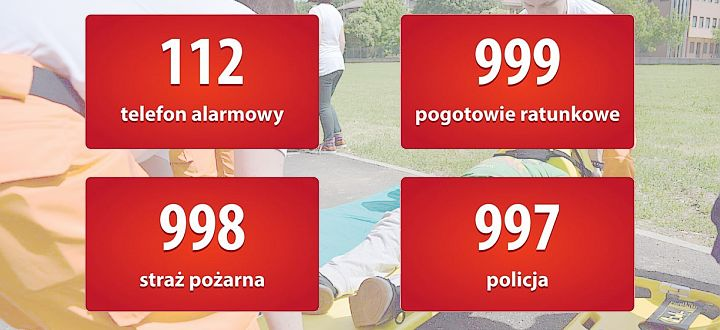 112
telefon alarmowy
999
pogotowie ratunkowe
998
straż pożarna
997
policja